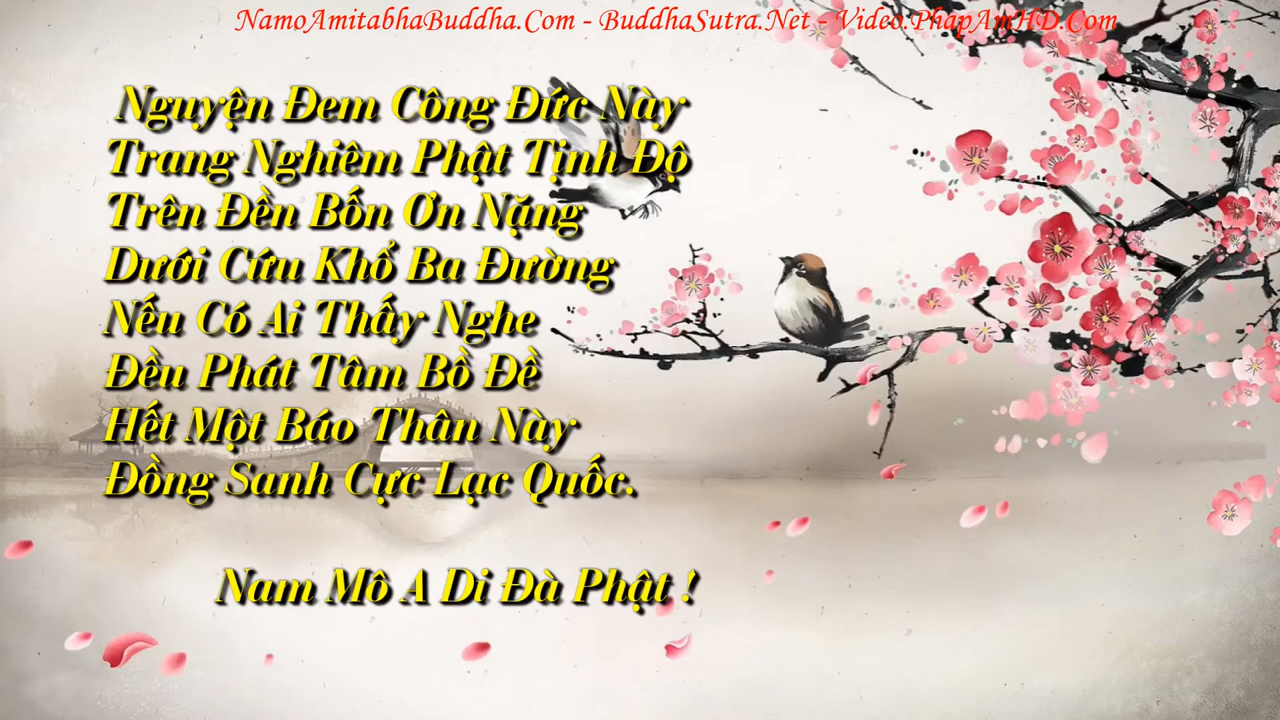 NamoAmitabhaBuddha.Com - BuddhaSutra.Net - Video.PhapAmHD.Com
Nguyện Đem Công Đức Này
Trang Nghiêm Phật Tịnh Độ
Trên Đền Bốn Ơn Nặng
Dưới Cứu Khổ Ba Đường
Nếu Có Ai Thấy Nghe
Đều Phát Tâm Bồ Đề
Hết Một Báo Thân Này
Đồng Sanh Cực Lạc Quốc.
Nam Mô A Di Đà Phật !